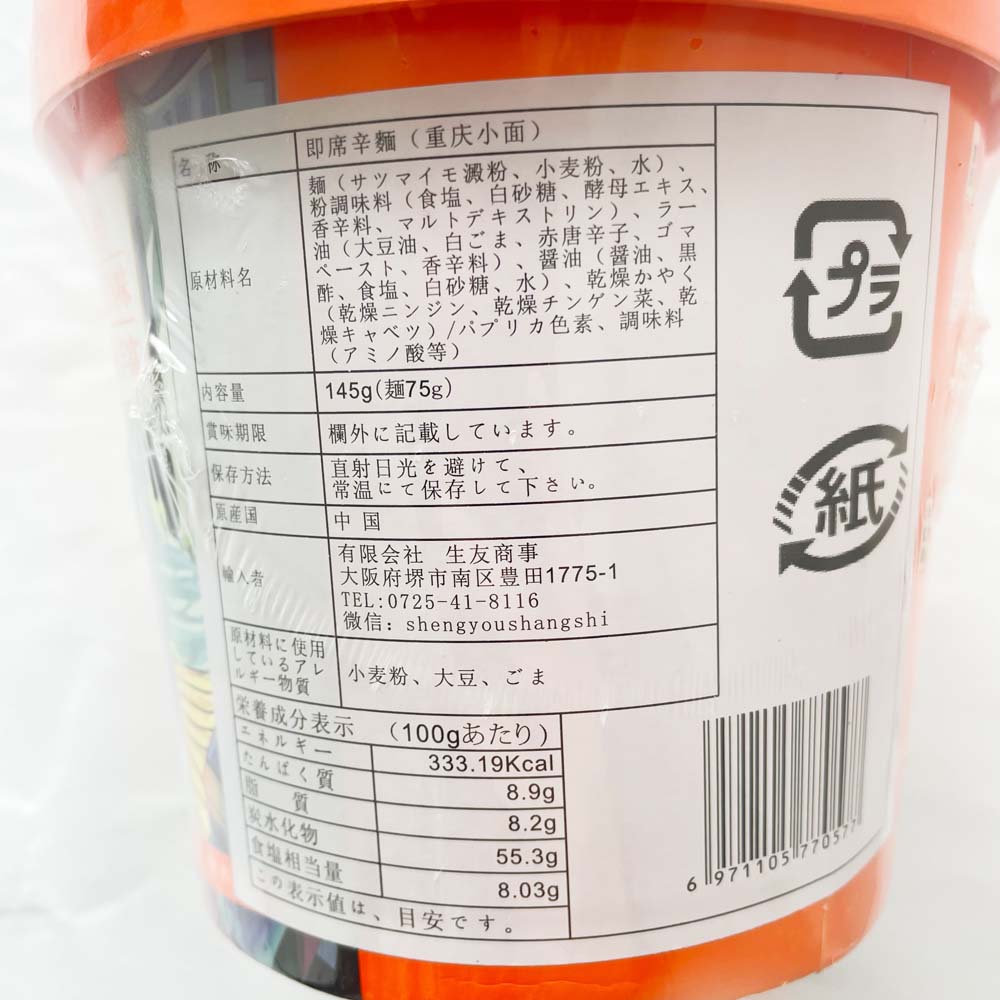 名 称
即席辛麺（重庆小面）
原材料名
麺（サツマイモ澱粉、小麦粉、水）、
粉調味料（食塩、白砂糖、酵母エキス、
香辛料、マルトデキストリン）、ラー
油（大豆油、白ごま、赤唐辛子、ゴマ
ペースト、香辛料）、醤油（醤油、黒
酢、食塩、白砂糖、水）、乾燥かやく
（乾燥ニンジン、乾燥チンゲン菜、乾
燥キャベツ）/パプリカ色素、調味料
（アミノ酸等）
内容量
145g(麺75g)
賞味期限
欄外に記載しています。
保存方法
直射日光を避けて、
常温にて保存して下さい。
原産国
中国
輸入者
有限会社 生友商事
大阪府堺市南区豊田1775-1
TEL:0725-41-8116
微信：shengyoushangshi
原材料に使用
しているアレ
ルギー物質
小麦粉、大豆、ごま
栄養成分表示 （100gあたり）
エネルギー
333.19Kcal
たんぱく質
8.9g
脂 質
8.2g
炭水化物
55.3g
食塩相当量
8.03g
この表示値は、目安です。
プラ
紙
6 971105 770577